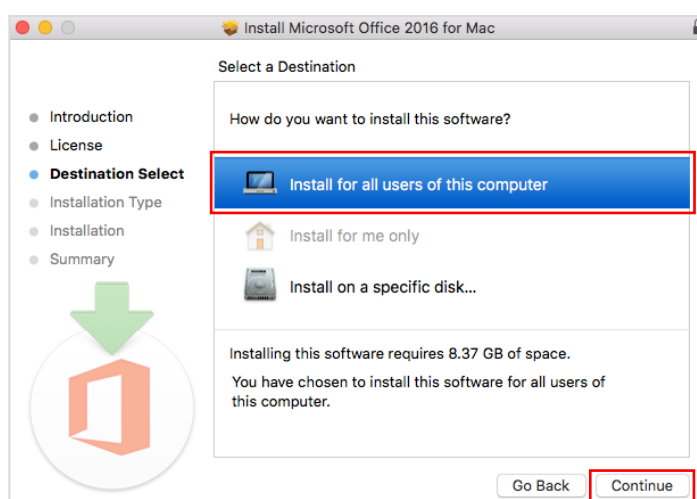 Install Microsoft Office 2016 for Mac
Select a Destination
Introduction
License
Destination Select
Installation Type
Installation
Summary
How do you want to install this software?
Install for all users of this computer
Install for me only
Install on a specific disk...
Installing this software requires 8.37 GB of space.
You have chosen to install this software for all users of
this computer.
Go Back
Continue